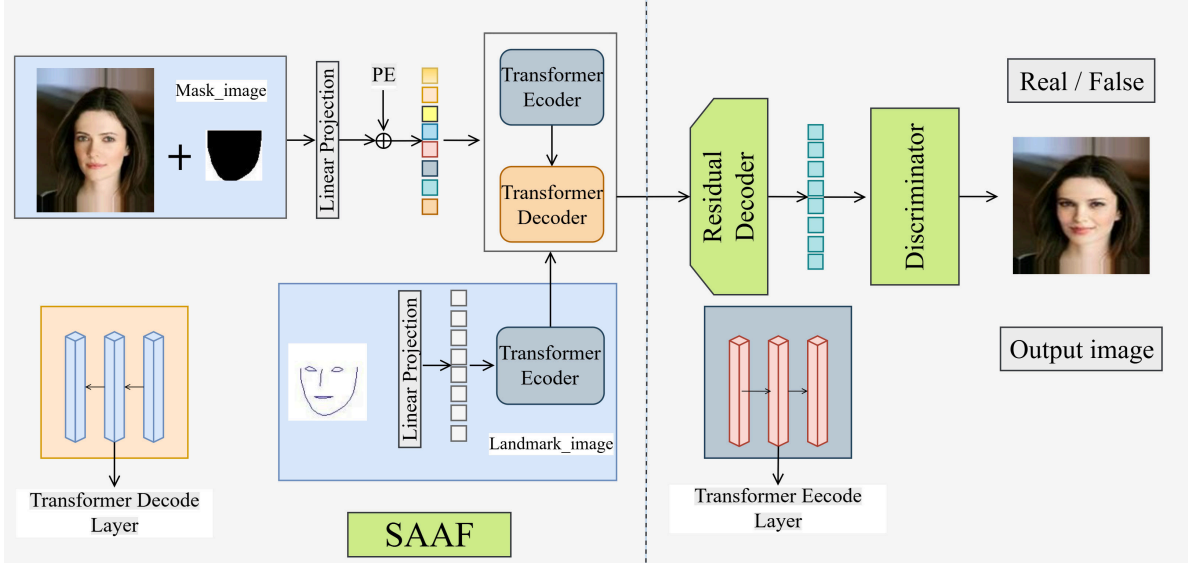 Mask_image
+
Linear Projection
PE
Transformer
Ecoder
Transformer
Decoder
Linear Projection
Transformer
Ecoder
Landmark_image
Transformer Decode
Layer
SAAF
Residual
Decoder
Discriminator
Real / False
Output image
Transformer Eecode
Layer